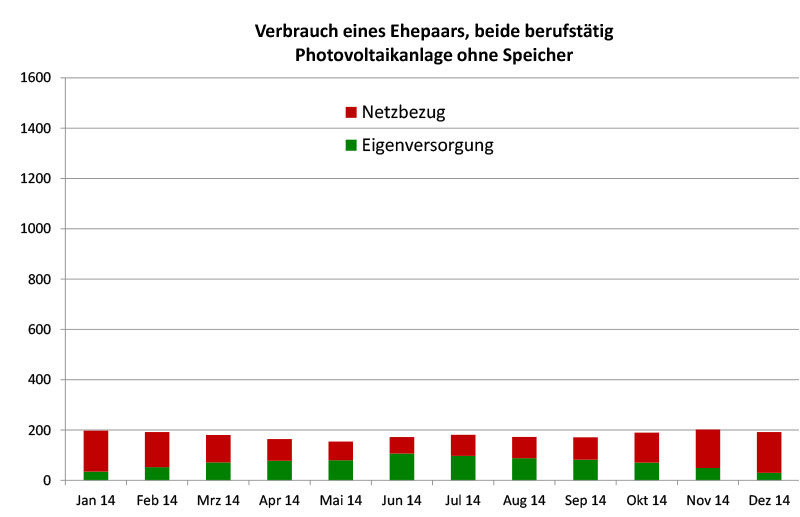 Verbrauch eines Ehepaars, beide berufstätig
Photovoltaikanlage ohne Speicher
1600
1400
1200
1000
800
600
400
200
0
Netzbezug
Eigenversorgung
Jan 14 Feb 14 Mrz 14 Apr 14 Mai 14 Jun 14 Jul 14 Aug 14 Sep 14 Okt 14 Nov 14 Dez 14